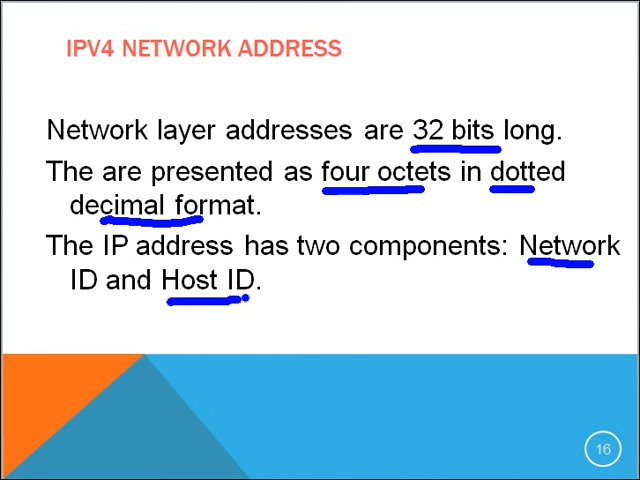 IPV4 NETWORK ADDRESS
Network layer addresses are 32 bits long.
The are presented as four octets in dotted
decimal format.
The IP address has two components: Network
ID and Host ID.
16